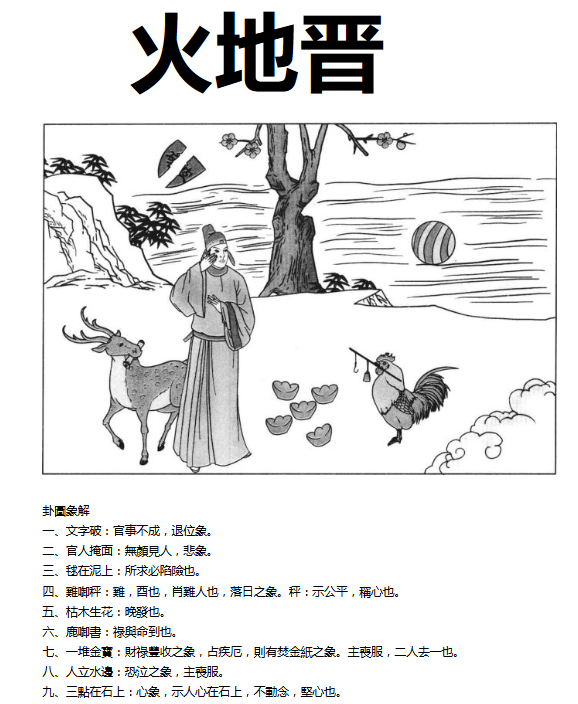 火地晋
卦圖象解
一、文字破：官事不成，退位象。
二、官人掩面：無顏見人，悲象。
三、毬在泥上：所求必陷險也。
四、雞啣秤：雞，酉也，肖雞人也，落日之象。秤：示公平，稱心也。
五、枯木生花：晚發也。
六、鹿啣書：祿與命到也。
七、一堆金寶：財祿豐收之象，占疾厄，則有焚金紙之象。主喪服，二人去一也。
八、人立水邊：恐泣之象，主喪服。
九、三點在石上：心象，示人心在石上，不動念，堅心也。